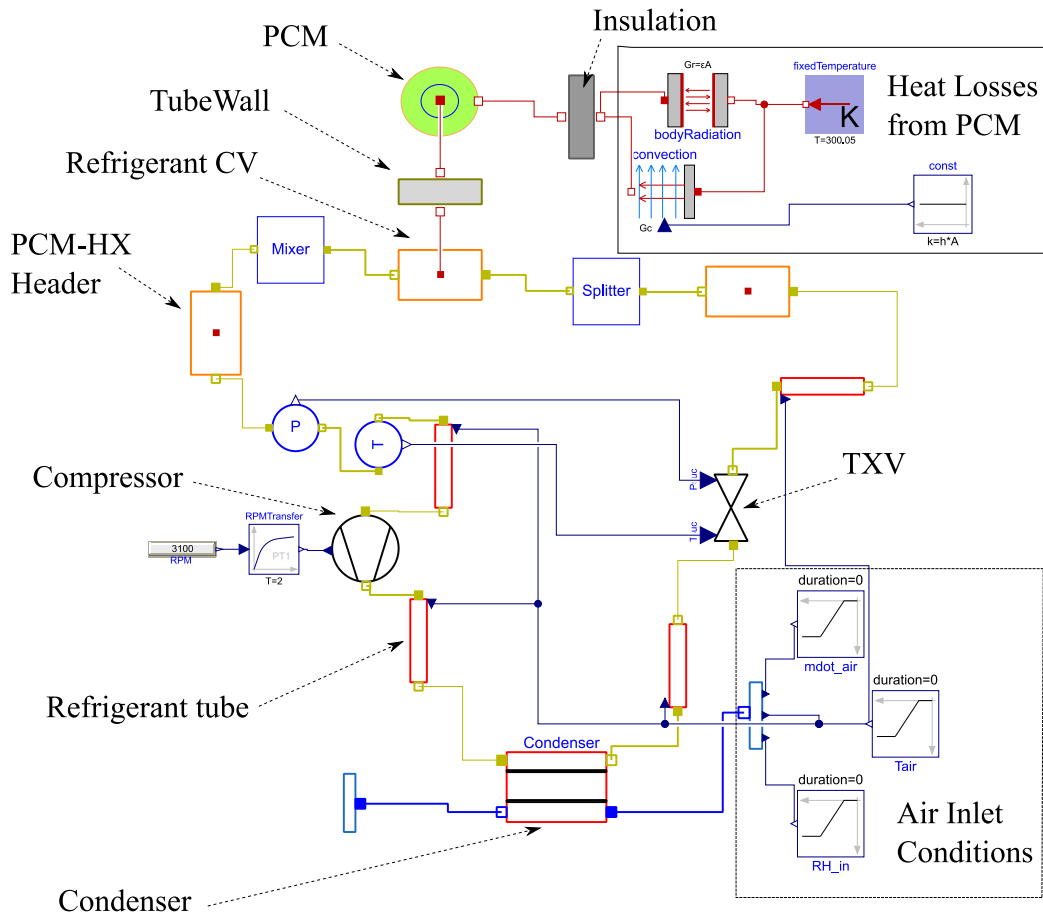 Insulation
PCM
Gr=εA
fixedTemperature
Heat Losses
from PCM
K
TubeWall
bodyRadiation
T=300.05
convection
const
Refrigerant CV
Gc
k=h*A
PCM-HX
Header
Mixer
Splitter
P
T
TXV
P_uc
T_uc
Compressor
RPMTransfer
3100
RPM
PT1
T=2
duration=0
mdot_air
Refrigerant tube
duration=0
Tair
Condenser
duration=0
RH_in
Air Inlet
Conditions
Condenser